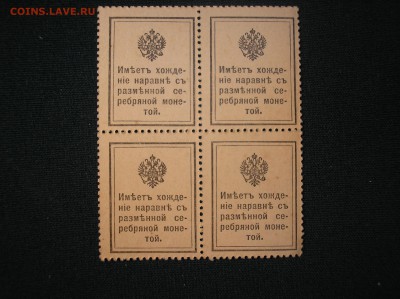 COINS.LAVE.RU
Имѣетъ хожде-
ніе наравнѣ съ
размѣнной се-
ребряной моне-
той.
Имѣетъ хожде-
ніе наравнѣ съ
размѣнной се-
ребряной моне-
той.
Имѣетъ хожде-
ніе наравнѣ съ
размѣнной се-
ребряной моне-
той.
Имѣетъ хожде-
ніе наравнѣ съ
размѣнной се-
ребряной моне-
той.